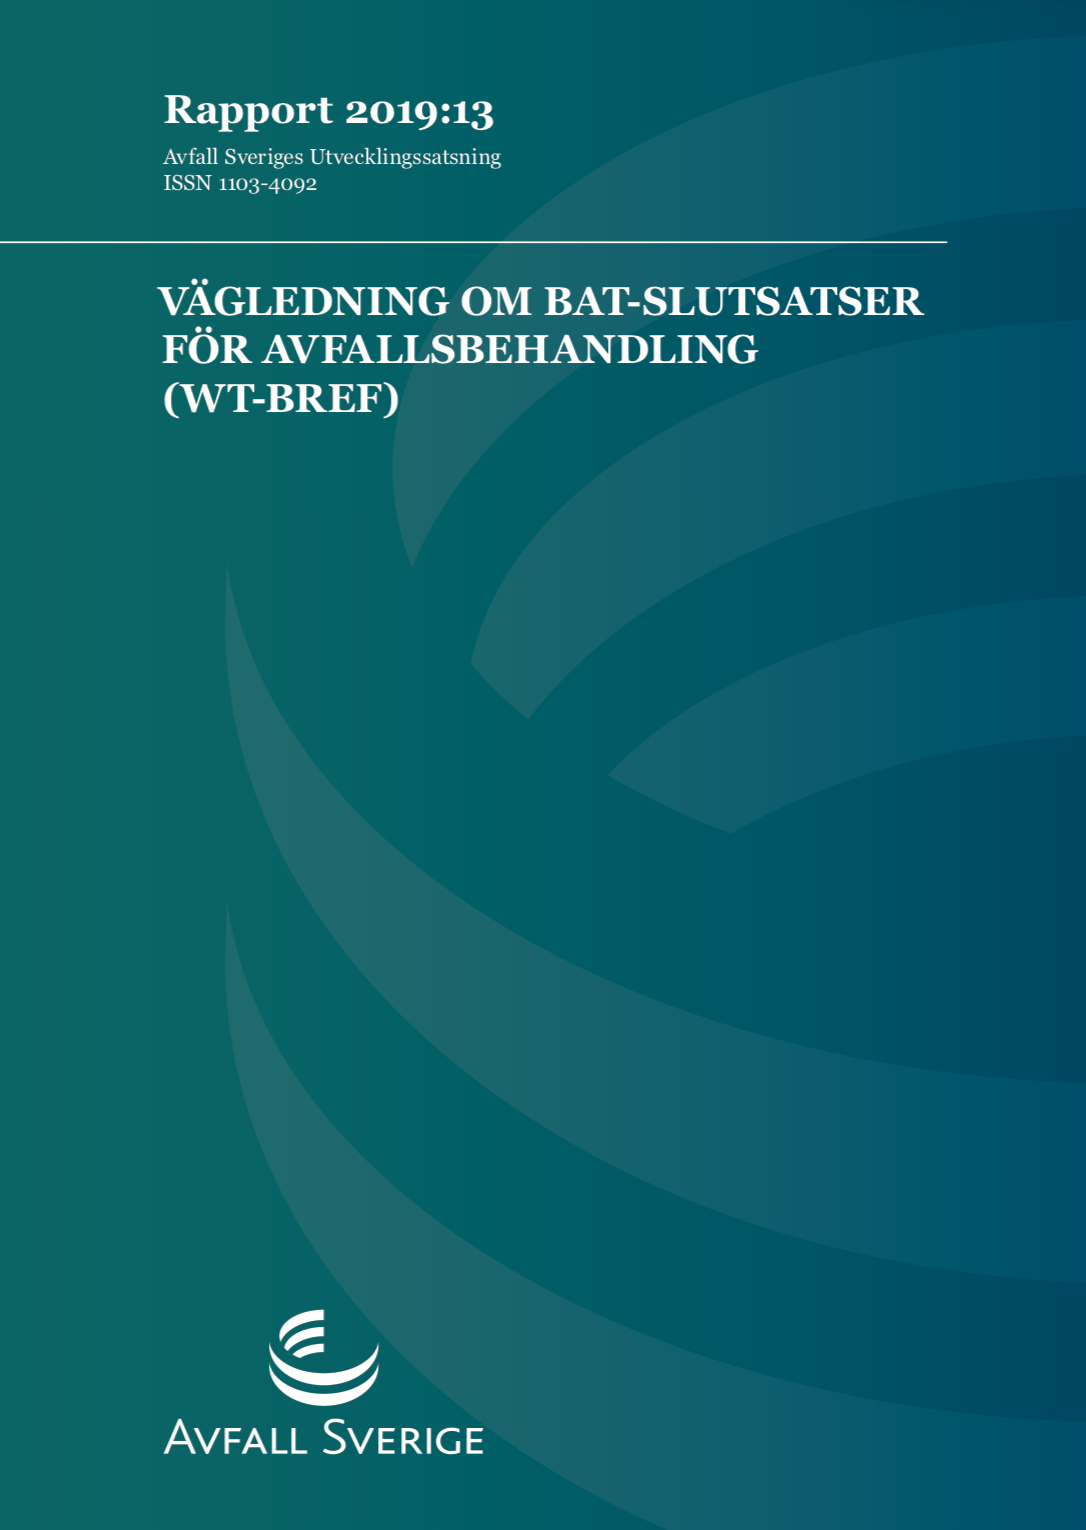 Rapport 2019:13
Avfall Sveriges Utvecklingssatsning
ISSN 1103-4092
VÄGLEDNING OM BAT-SLUTSATSER
FÖR AVFALLSBEHANDLING
(WT-BREF)
AVFALL SVERIGE